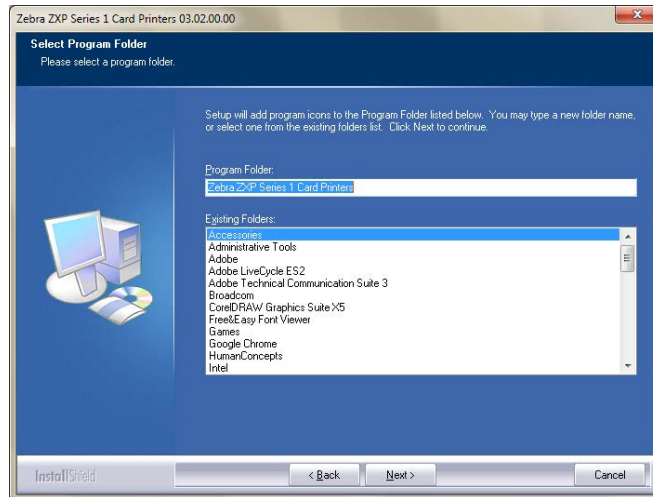 Zebra ZXP Series 1 Card Printers 03.02.00.00
Select Program Folder
Please select a program folder.
Setup will add program icons to the Program Folder listed below. You may type a new folder name,
or select one from the existing folders list. Click Next to continue.
Program Folder:
Zebra ZXP Series 1 Card Printers
Existing Folders:
Accessories
Administrative Tools
Adobe
Adobe LiveCycle ES2
Adobe Technical Communication Suite 3
Broadcom
CorelDRAW Graphics Suite X5
Free&Easy Font Viewer
Games
Google Chrome
HumanConcepts
Intel
InstallShield
< Back
Next >
Cancel